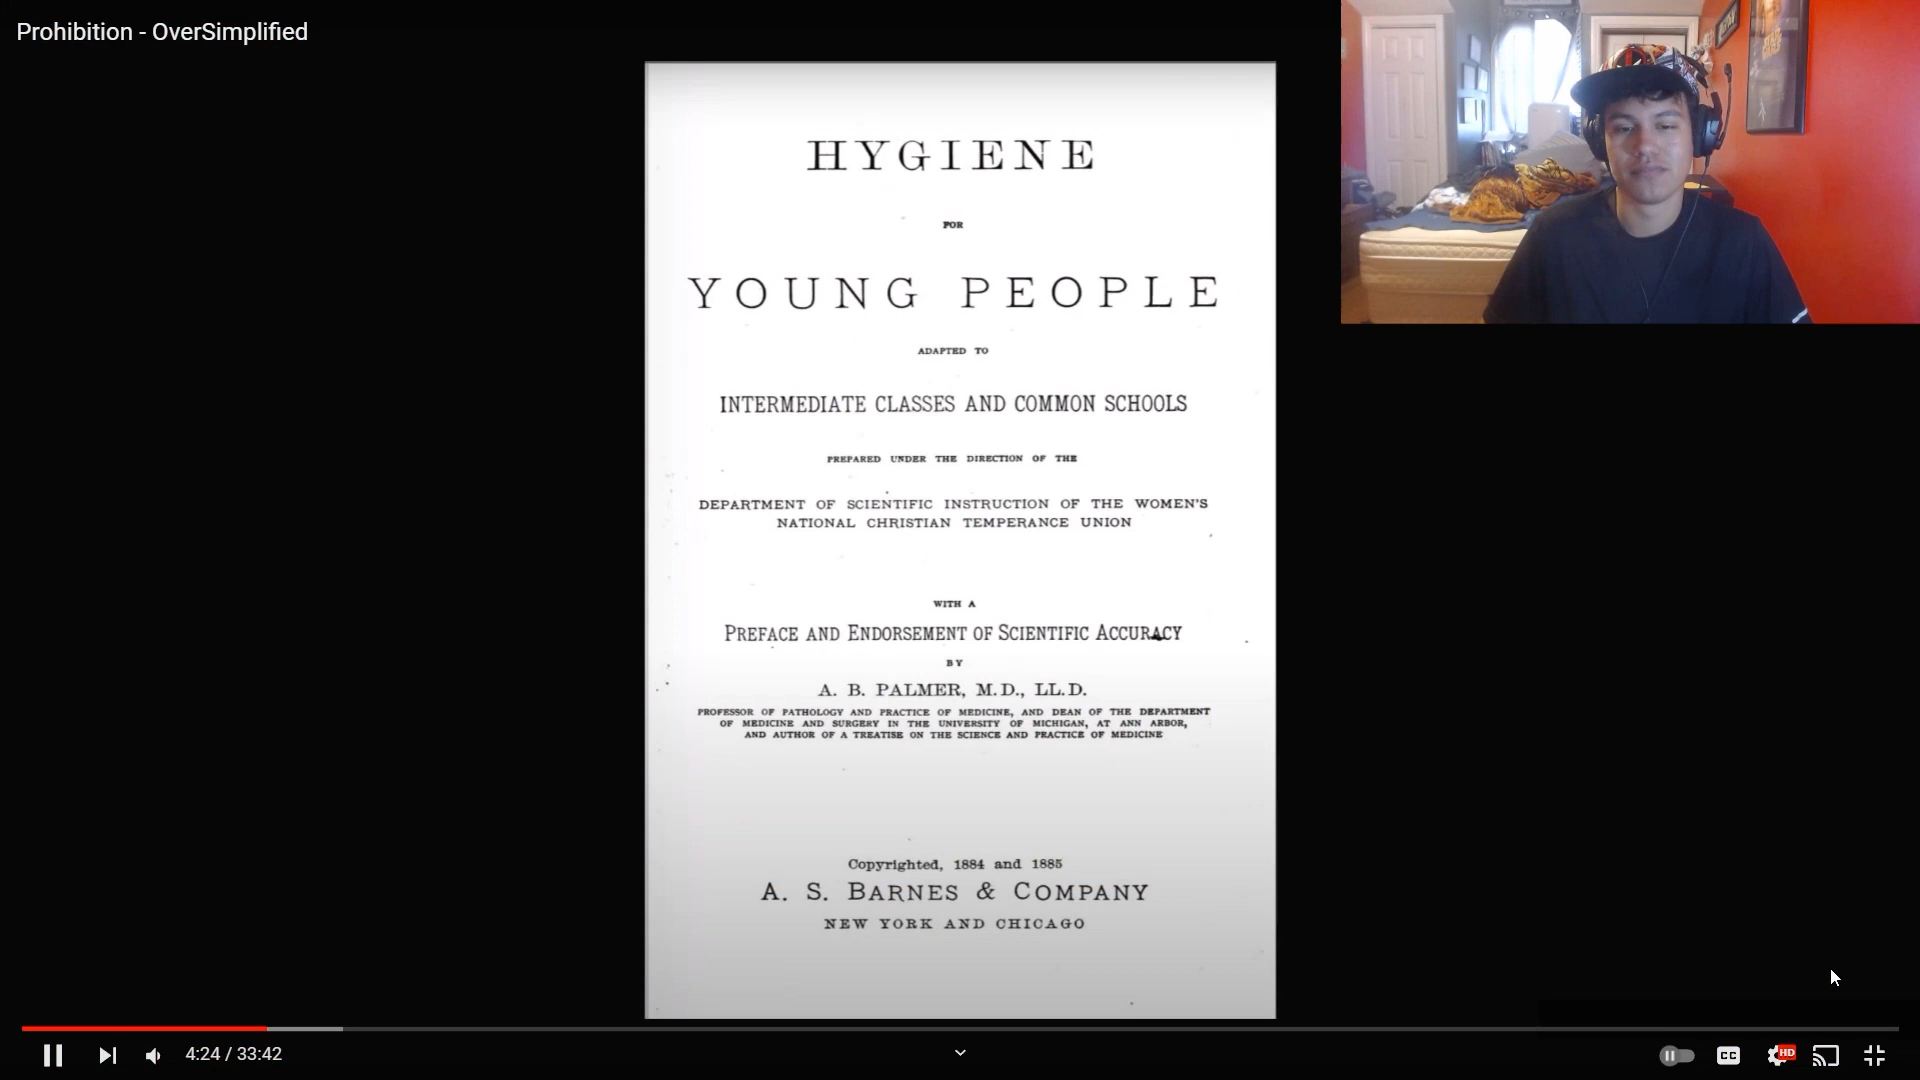 Prohibition - OverSimplified
HYGIENE
FOR
YOUNG PEOPLE
ADAPTED TO
INTERMEDIATE CLASSES AND COMMON SCHOOLS
PREPARED UNDER THE DIRECTION OF THE
DEPARTMENT OF SCIENTIFIC INSTRUCTION OF THE WOMEN'S
NATIONAL CHRISTIAN TEMPERANCE UNION
WITH A
PREFACE AND ENDORSEMENT OF SCIENTIFIC ACCURACY
BY
A. B. PALMER, M.D., LL.D.
PROFESSOR OF PATHOLOGY AND PRACTICE OF MEDICINE, AND DEAN OF THE DEPARTMENT
OF MEDICINE AND SURGERY IN THE UNIVERSITY OF MICHIGAN, AT ANN ARBOR,
AND AUTHOR OF A TREATISE ON THE SCIENCE AND PRACTICE OF MEDICINE
Copyrighted, 1884 and 1885
A. S. BARNES & COMPANY
NEW YORK AND CHICAGO
4:24 / 33:42
CC
HD